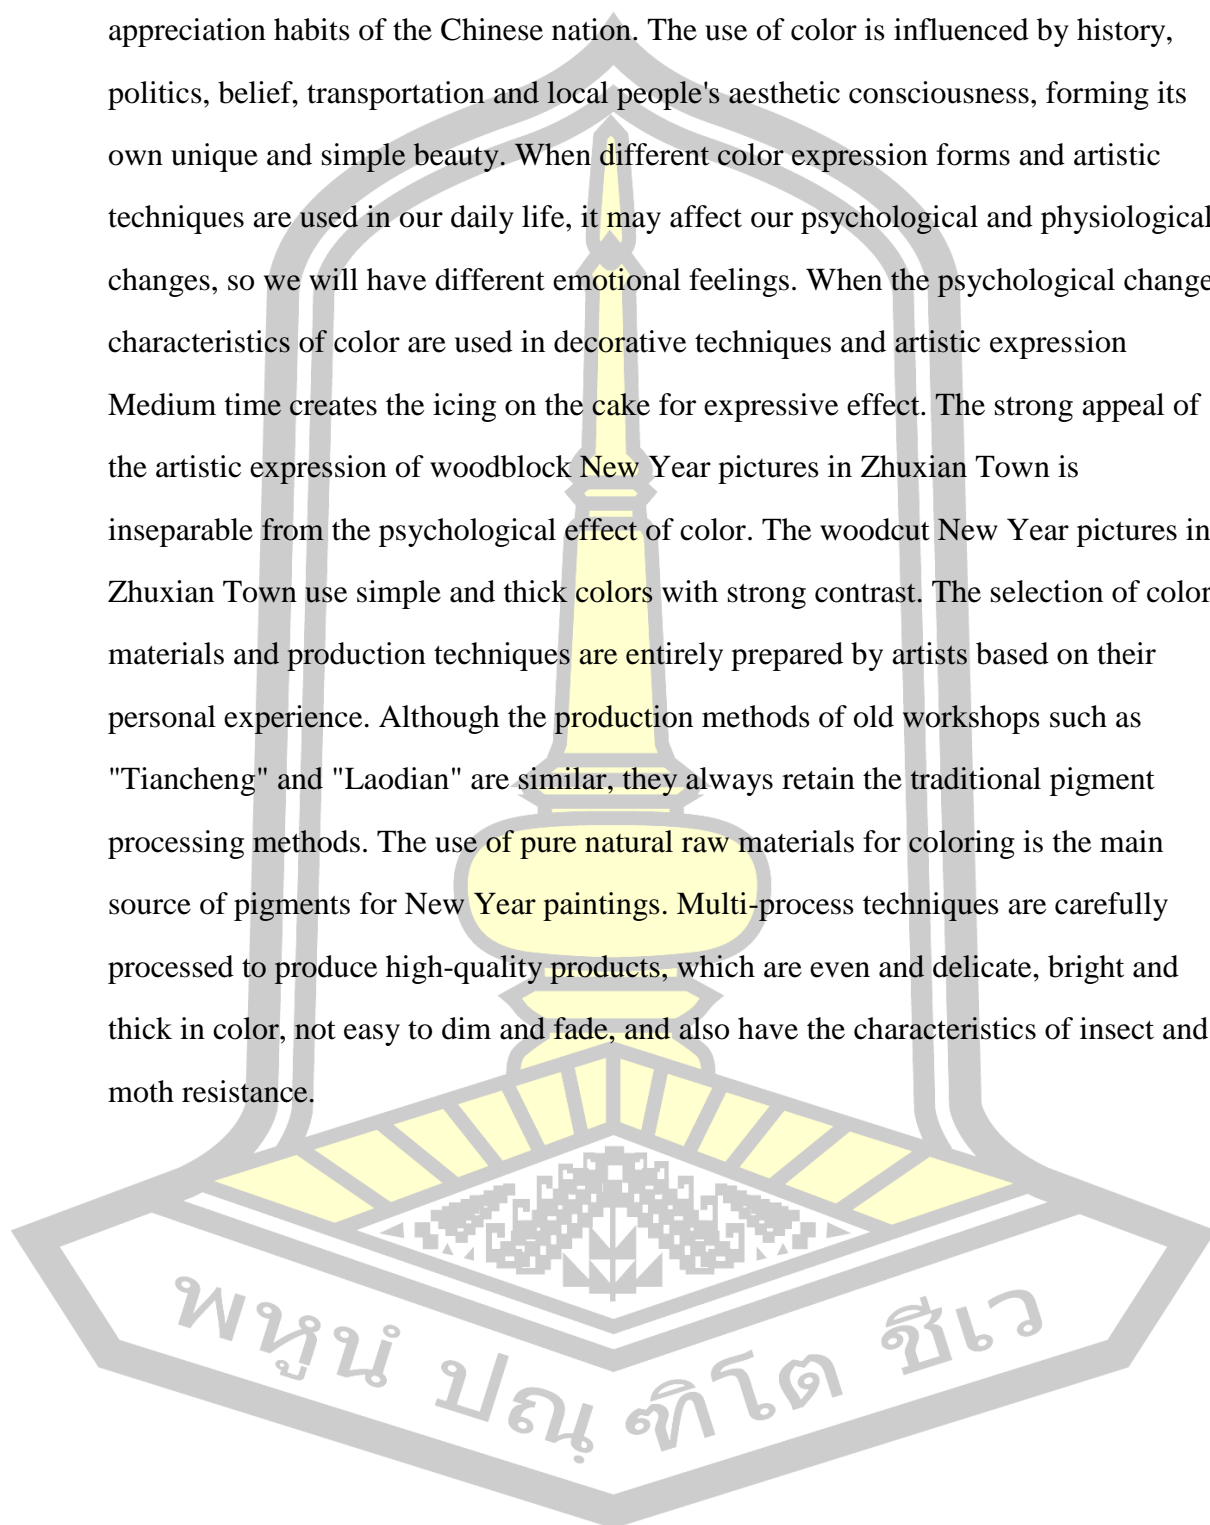 appreciation habits of the Chinese nation. The use of color is influenced by history,
politics, belief, transportation and local people's aesthetic consciousness, forming its
own unique and simple beauty. When different color expression forms and artistic
techniques are used in our daily life, it may affect our psychological and physiological
changes, so we will have different emotional feelings. When the psychological change
characteristics of color are used in decorative techniques and artistic expression
Medium time creates the icing on the cake for expressive effect. The strong appeal of
the artistic expression of woodblock New Year pictures in Zhuxian Town is
inseparable from the psychological effect of color. The woodcut New Year pictures in
Zhuxian Town use simple and thick colors with strong contrast. The selection of color
materials and production techniques are entirely prepared by artists based on their
personal experience. Although the production methods of old workshops such as
"Tiancheng" and "Laodian" are similar, they always retain the traditional pigment
processing methods. The use of pure natural raw materials for coloring is the main
source of pigments for New Year paintings. Multi-process techniques are carefully
processed to produce high-quality products, which are even and delicate, bright and
thick in color, not easy to dim and fade, and also have the characteristics of insect and
moth resistance.
พหูนํ ปณฺฑิโต ชีเว